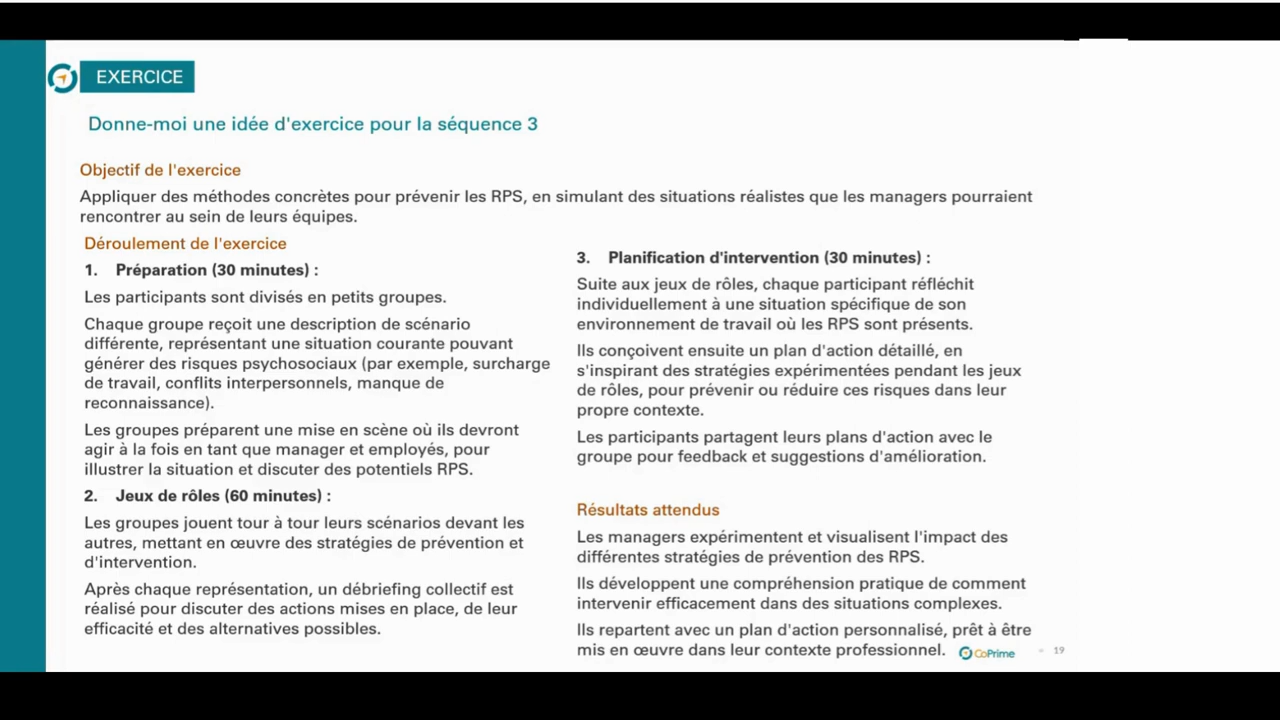 EXERCICE
Donne-moi une idée d'exercice pour la séquence 3
Objectif de l'exercice
Appliquer des méthodes concrètes pour prévenir les RPS, en simulant des situations réalistes que les managers pourraient
rencontrer au sein de leurs équipes.
Déroulement de l'exercice
1. Préparation (30 minutes) :
Les participants sont divisés en petits groupes.
Chaque groupe reçoit une description de scénario
différente, représentant une situation courante pouvant
générer des risques psychosociaux (par exemple, surcharge
de travail, conflits interpersonnels, manque de
reconnaissance).
Les groupes préparent une mise en scène où ils devront
agir à la fois en tant que manager et employés, pour
illustrer la situation et discuter des potentiels RPS.
2. Jeux de rôles (60 minutes) :
Les groupes jouent tour à tour leurs scénarios devant les
autres, mettant en œuvre des stratégies de prévention et
d'intervention.
Après chaque représentation, un débriefing collectif est
réalisé pour discuter des actions mises en place, de leur
efficacité et des alternatives possibles.
3. Planification d'intervention (30 minutes) :
Suite aux jeux de rôles, chaque participant réfléchit
individuellement à une situation spécifique de son
environnement de travail où les RPS sont présents.
Ils conçoivent ensuite un plan d'action détaillé, en
s'inspirant des stratégies expérimentées pendant les jeux
de rôles, pour prévenir ou réduire ces risques dans leur
propre contexte.
Les participants partagent leurs plans d'action avec le
groupe pour feedback et suggestions d'amélioration.
Résultats attendus
Les managers expérimentent et visualisent l'impact des
différentes stratégies de prévention des RPS.
Ils développent une compréhension pratique de comment
intervenir efficacement dans des situations complexes.
Ils repartent avec un plan d'action personnalisé, prêt à être
mis en œuvre dans leur contexte professionnel.
CoPrime
19